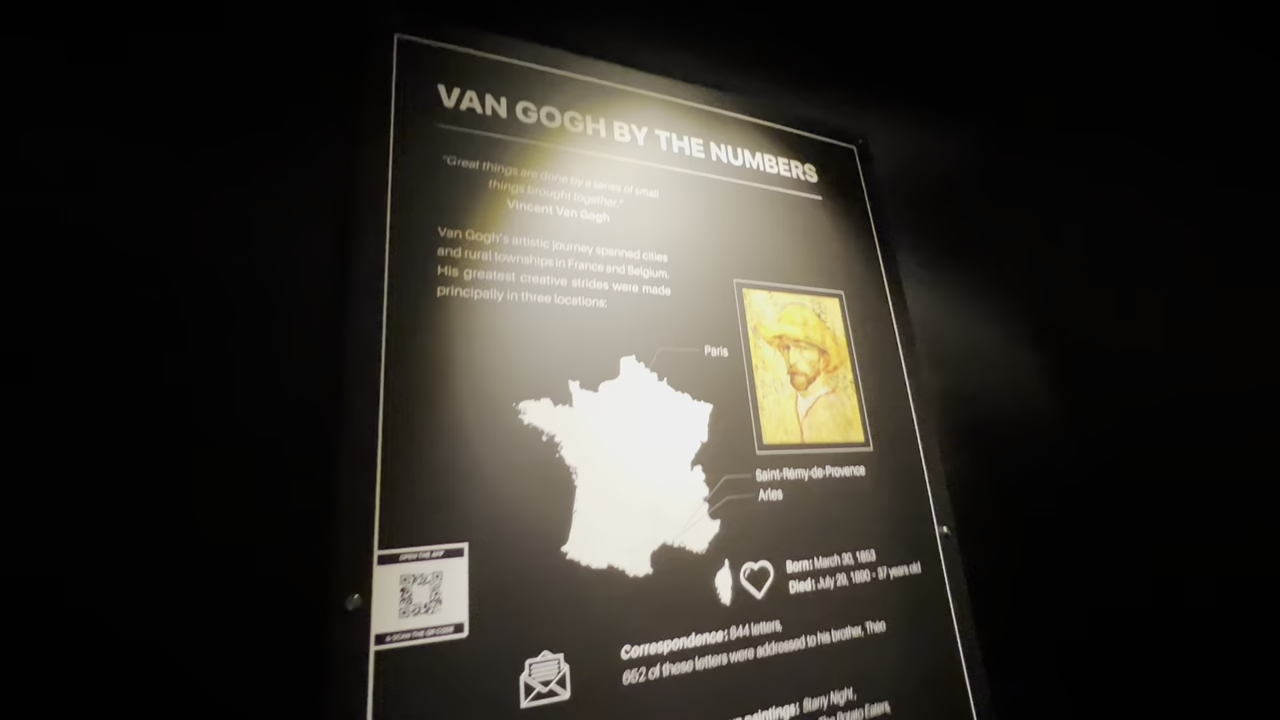 VAN GOGH BY THE NUMBERS
"Great things are done by a series of small
things brought together."
Vincent Van Gogh
Van Gogh's artistic journey spanned cities
and rural townships in France and Belgium.
His greatest creative strides were made
principally in three locations:
Paris
Saint-Rémy-de-Provence
Arles
Born: March 30, 1853
Died: July 29, 1890 - 37 years old
OPEN THE APP
& SCAN THE QR CODE
Correspondence: 844 letters,
652 of these letters were addressed to his brother, Theo
paintings: Starry Night,
The Potato Eaters,